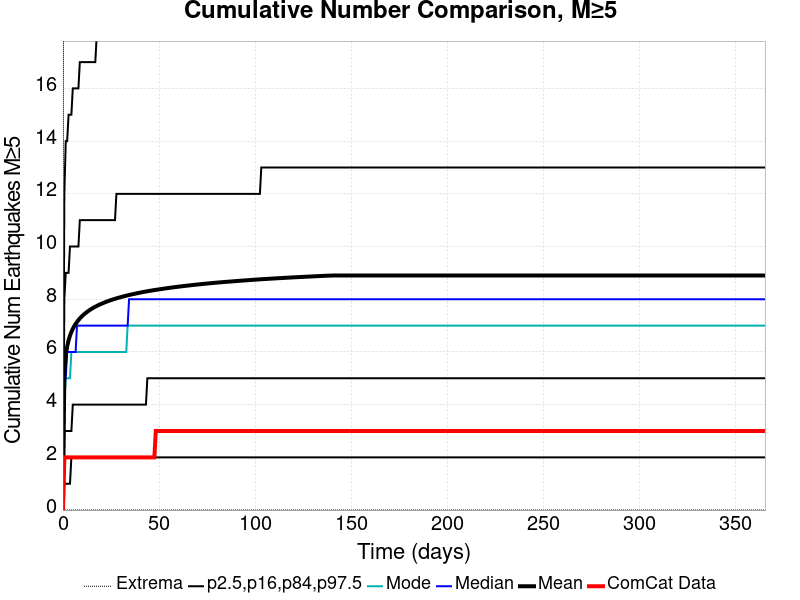 Cumulative Number Comparison, M≥5
Cumulative Num Earthquakes M≥5
16
14
12
10
8
6
4
2
0
0 50 100 150 200 250 300 350
Time (days)
Extrema p2.5,p16,p84,p97.5 Mode Median Mean ComCat Data